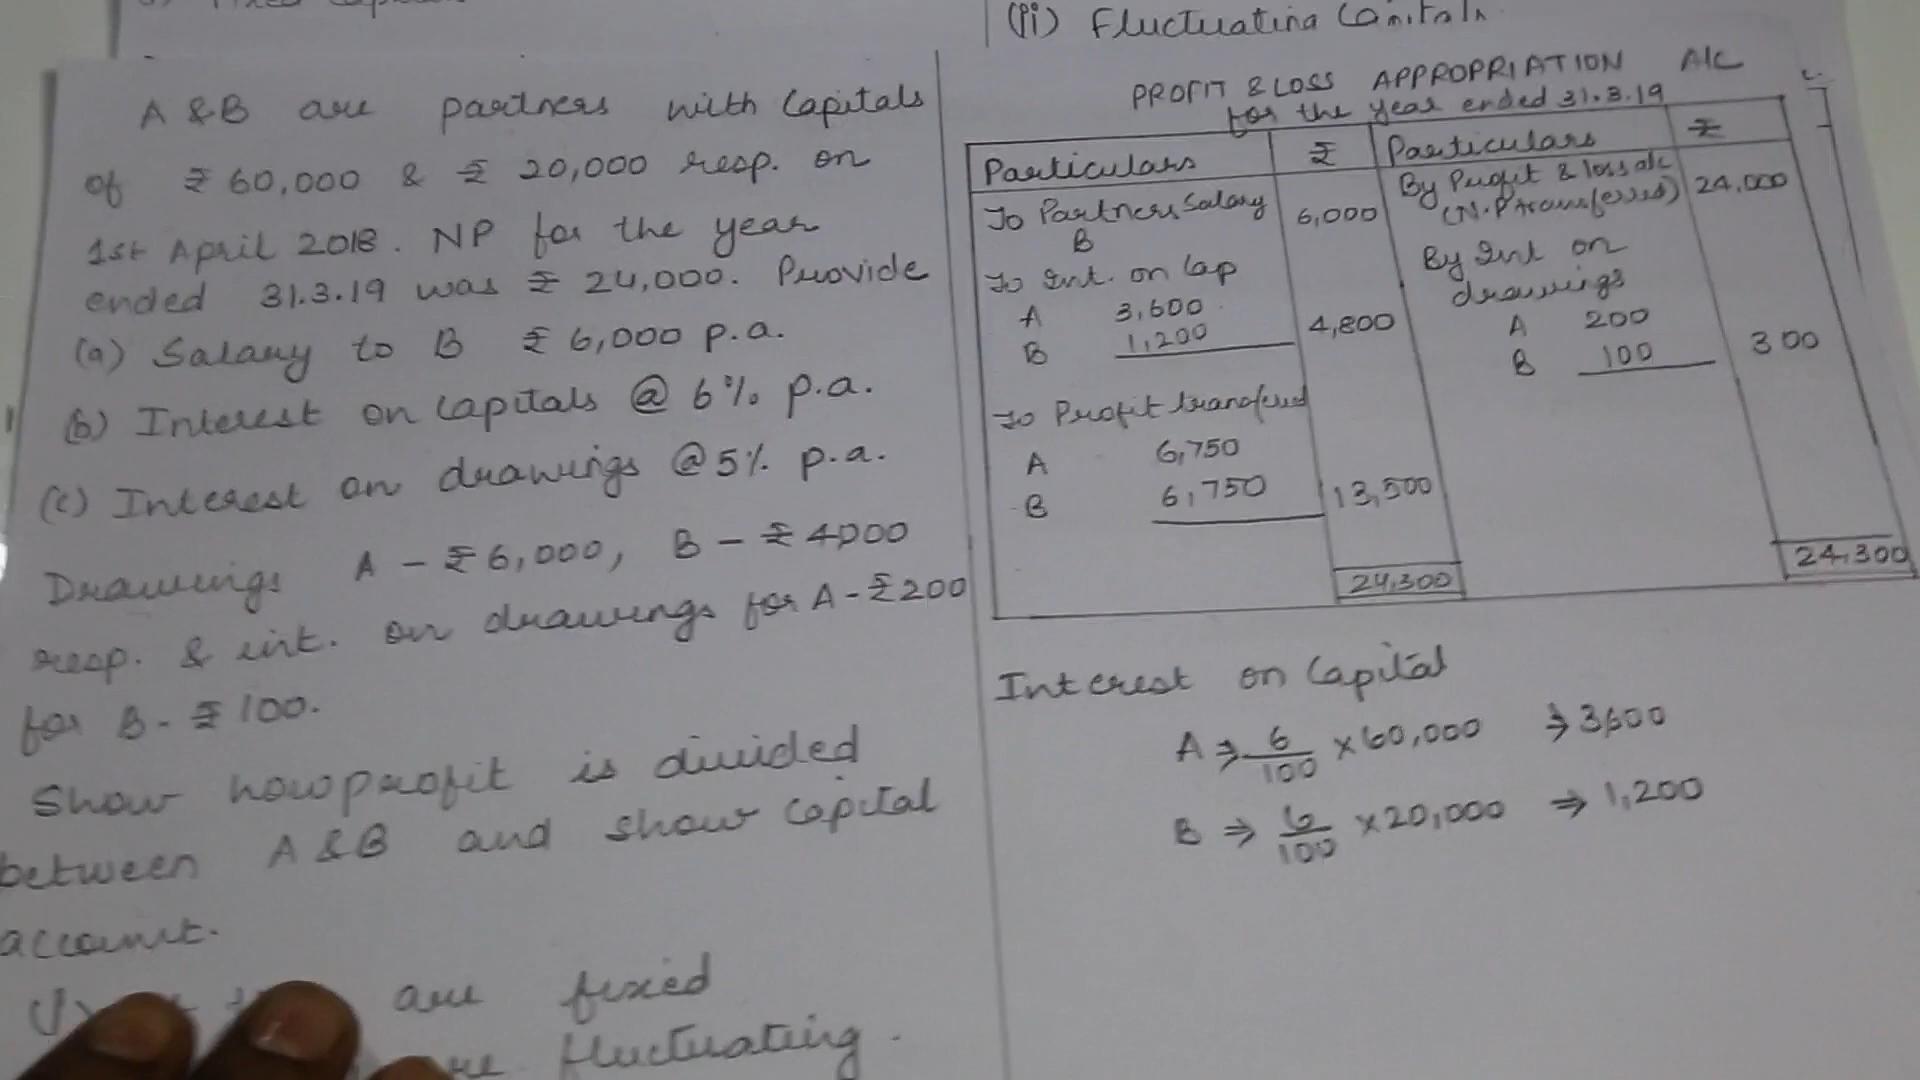 (ii) Fluctuating Capitals
A & B are partners with Capitals
of ₹ 60,000 & ₹ 20,000 resp. on
1st April 2018. NP for the year
ended 31.3.19 was ₹ 24,000. Provide
(a) Salary to B ₹ 6,000 p.a.
(b) Interest on capitals @ 6% p.a.
(c) Interest on drawings @5% p.a.
Drawings A - ₹6,000, B - ₹ 4000
resp. & int. on drawings for A-₹200
for B - ₹ 100.
Show how profit is divided
between A & B and show capital
account.
are fixed
fluctuating.
PROFIT & LOSS APPROPRIATION A/C
for the year ended 31.3.19
Particulars ₹ Particulars ₹
To Partners Salary 6,000 By Profit & loss a/c 24,000
B (N.P transferred)
To Int. on Cap By Int on
drawings
A 3,600 A 200
B 1,200 4,800 B 100 300
To Profit transferred
A 6,750
B 6,750 13,500
24,300 24,300
Interest on Capital
A ⇒ 6/100 × 60,000 ⇒ 3,600
B ⇒ 6/100 × 20,000 ⇒ 1,200